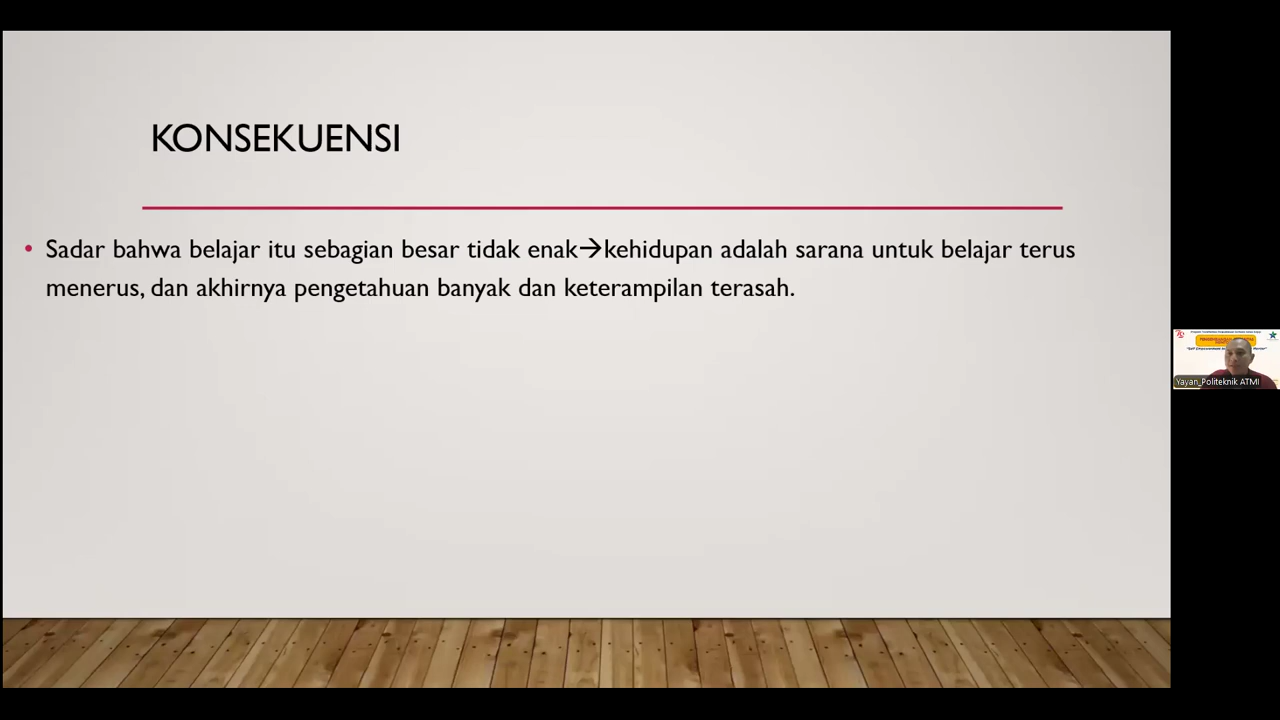 KONSEKUENSI
• Sadar bahwa belajar itu sebagian besar tidak enak→kehidupan adalah sarana untuk belajar terus
menerus, dan akhirnya pengetahuan banyak dan keterampilan terasah.
Yayan_Politeknik ATMI